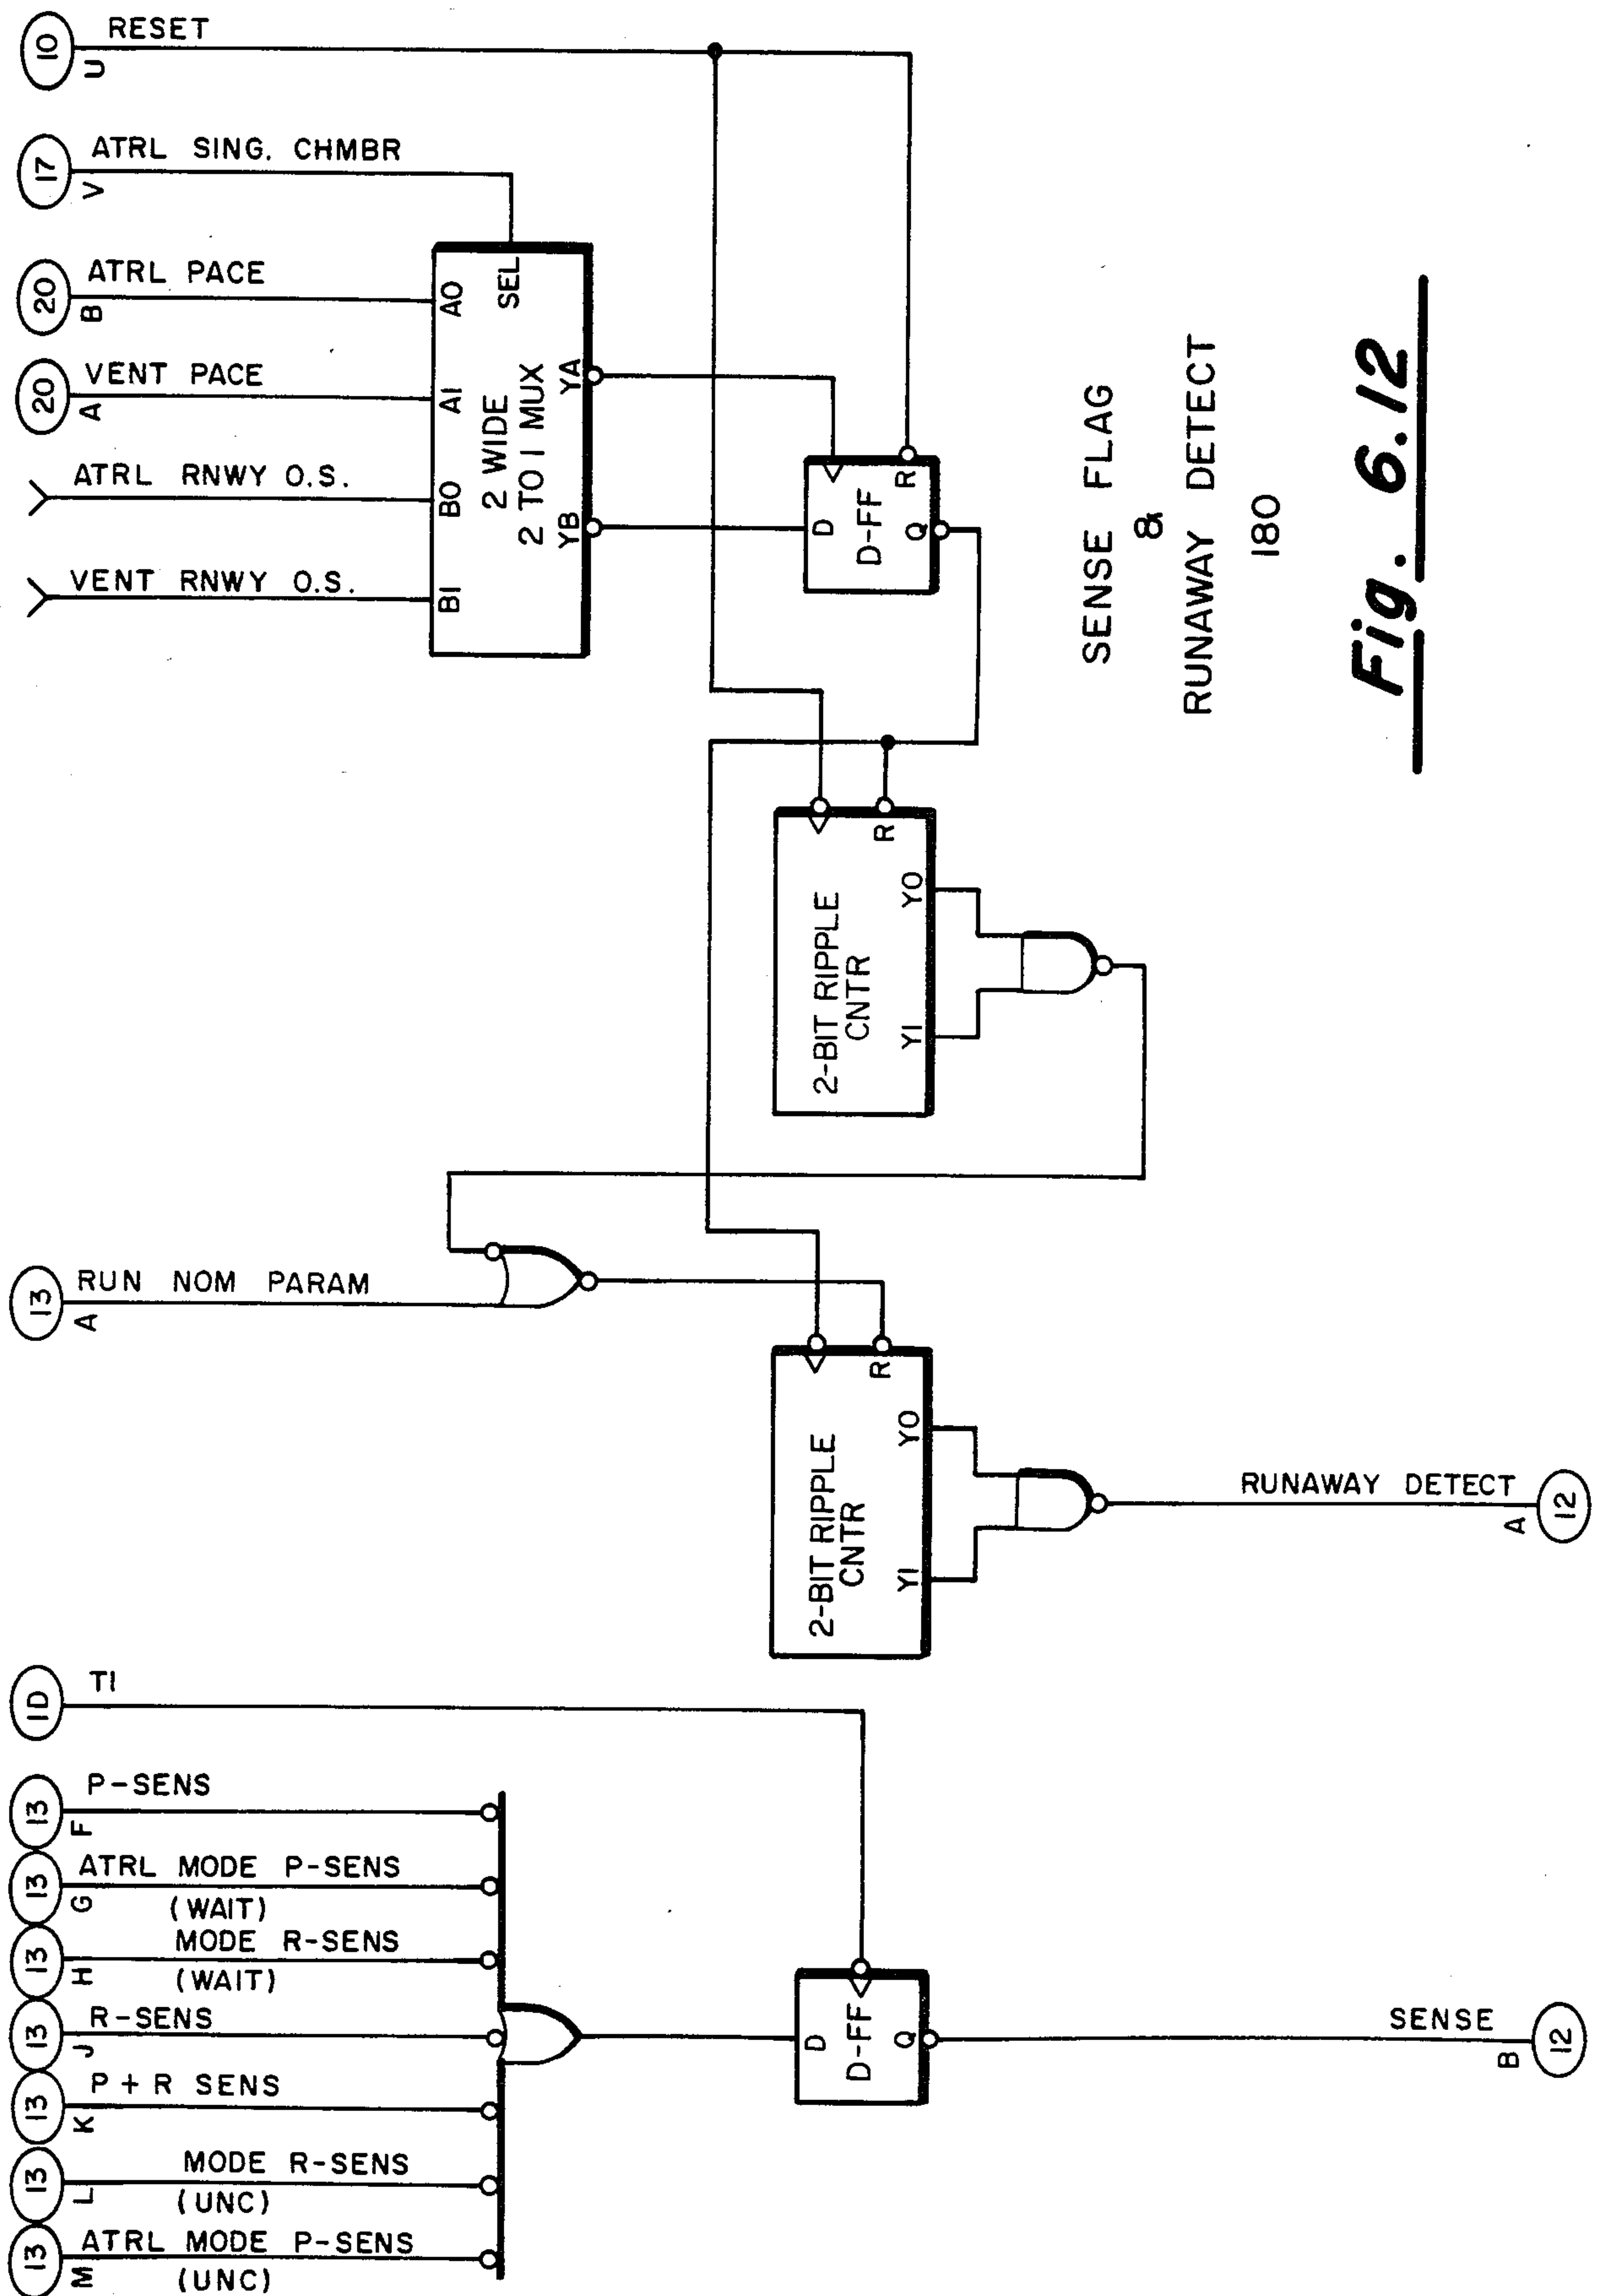 10
U
RESET
17
V
ATRL SING. CHMBR
20
B
ATRL PACE
20
A
VENT PACE
ATRL RNWY O.S.
VENT RNWY O.S.
A0
SEL
A1
B0
B1
2 WIDE
2 TO 1 MUX
YA
YB
D
D-FF
R
Q
SENSE FLAG
&
RUNAWAY DETECT
180
Fig. 6.12
2-BIT RIPPLE
CNTR
R
Y0
Y1
13
A
RUN NOM PARAM
2-BIT RIPPLE
CNTR
R
Y0
Y1
RUNAWAY DETECT
A
12
1D
T1
13
F
P-SENS
13
G
ATRL MODE P-SENS
(WAIT)
13
H
MODE R-SENS
(WAIT)
13
J
R-SENS
13
K
P + R SENS
13
L
MODE R-SENS
(UNC)
13
M
ATRL MODE P-SENS
(UNC)
D
D-FF
Q
SENSE
B
12